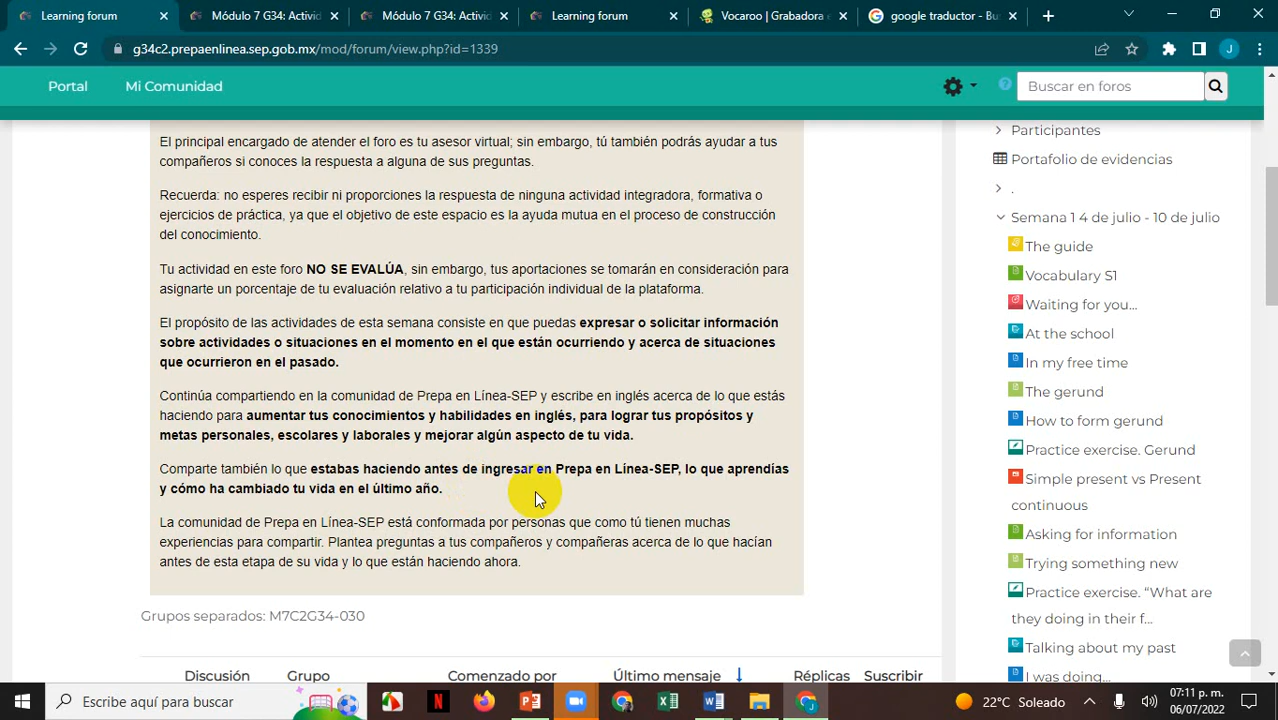 Learning forum
Módulo 7 G34: Activid
Módulo 7 G34: Activid
Learning forum
Vocaroo | Grabadora
google traductor - Bu
g34c2.prepaenlinea.sep.gob.mx/mod/forum/view.php?id=1339
J
Portal
Mi Comunidad
Buscar en foros
El principal encargado de atender el foro es tu asesor virtual; sin embargo, tú también podrás ayudar a tus
compañeros si conoces la respuesta a alguna de sus preguntas.
Recuerda: no esperes recibir ni proporciones la respuesta de ninguna actividad integradora, formativa o
ejercicios de práctica, ya que el objetivo de este espacio es la ayuda mutua en el proceso de construcción
del conocimiento.
Tu actividad en este foro NO SE EVALÚA, sin embargo, tus aportaciones se tomarán en consideración para
asignarte un porcentaje de tu evaluación relativo a tu participación individual de la plataforma.
El propósito de las actividades de esta semana consiste en que puedas expresar o solicitar información
sobre actividades o situaciones en el momento en el que están ocurriendo y acerca de situaciones
que ocurrieron en el pasado.
Continúa compartiendo en la comunidad de Prepa en Línea-SEP y escribe en inglés acerca de lo que estás
haciendo para aumentar tus conocimientos y habilidades en inglés, para lograr tus propósitos y
metas personales, escolares y laborales y mejorar algún aspecto de tu vida.
Comparte también lo que estabas haciendo antes de ingresar en Prepa en Línea-SEP, lo que aprendías
y cómo ha cambiado tu vida en el último año.
La comunidad de Prepa en Línea-SEP está conformada por personas que como tú tienen muchas
experiencias para compartir. Plantea preguntas a tus compañeros y compañeras acerca de lo que hacían
antes de esta etapa de su vida y lo que están haciendo ahora.
Grupos separados: M7C2G34-030
Discusión
Grupo
Comenzado por
Último mensaje
Réplicas
Suscribir
Participantes
Portafolio de evidencias
.
Semana 1 4 de julio - 10 de julio
The guide
Vocabulary S1
Waiting for you...
At the school
In my free time
The gerund
How to form gerund
Practice exercise. Gerund
Simple present vs Present
continuous
Asking for information
Trying something new
Practice exercise. “What are
they doing in their f...
Talking about my past
I was doing...
Escribe aquí para buscar
22°C Soleado
07:11 p. m.
06/07/2022